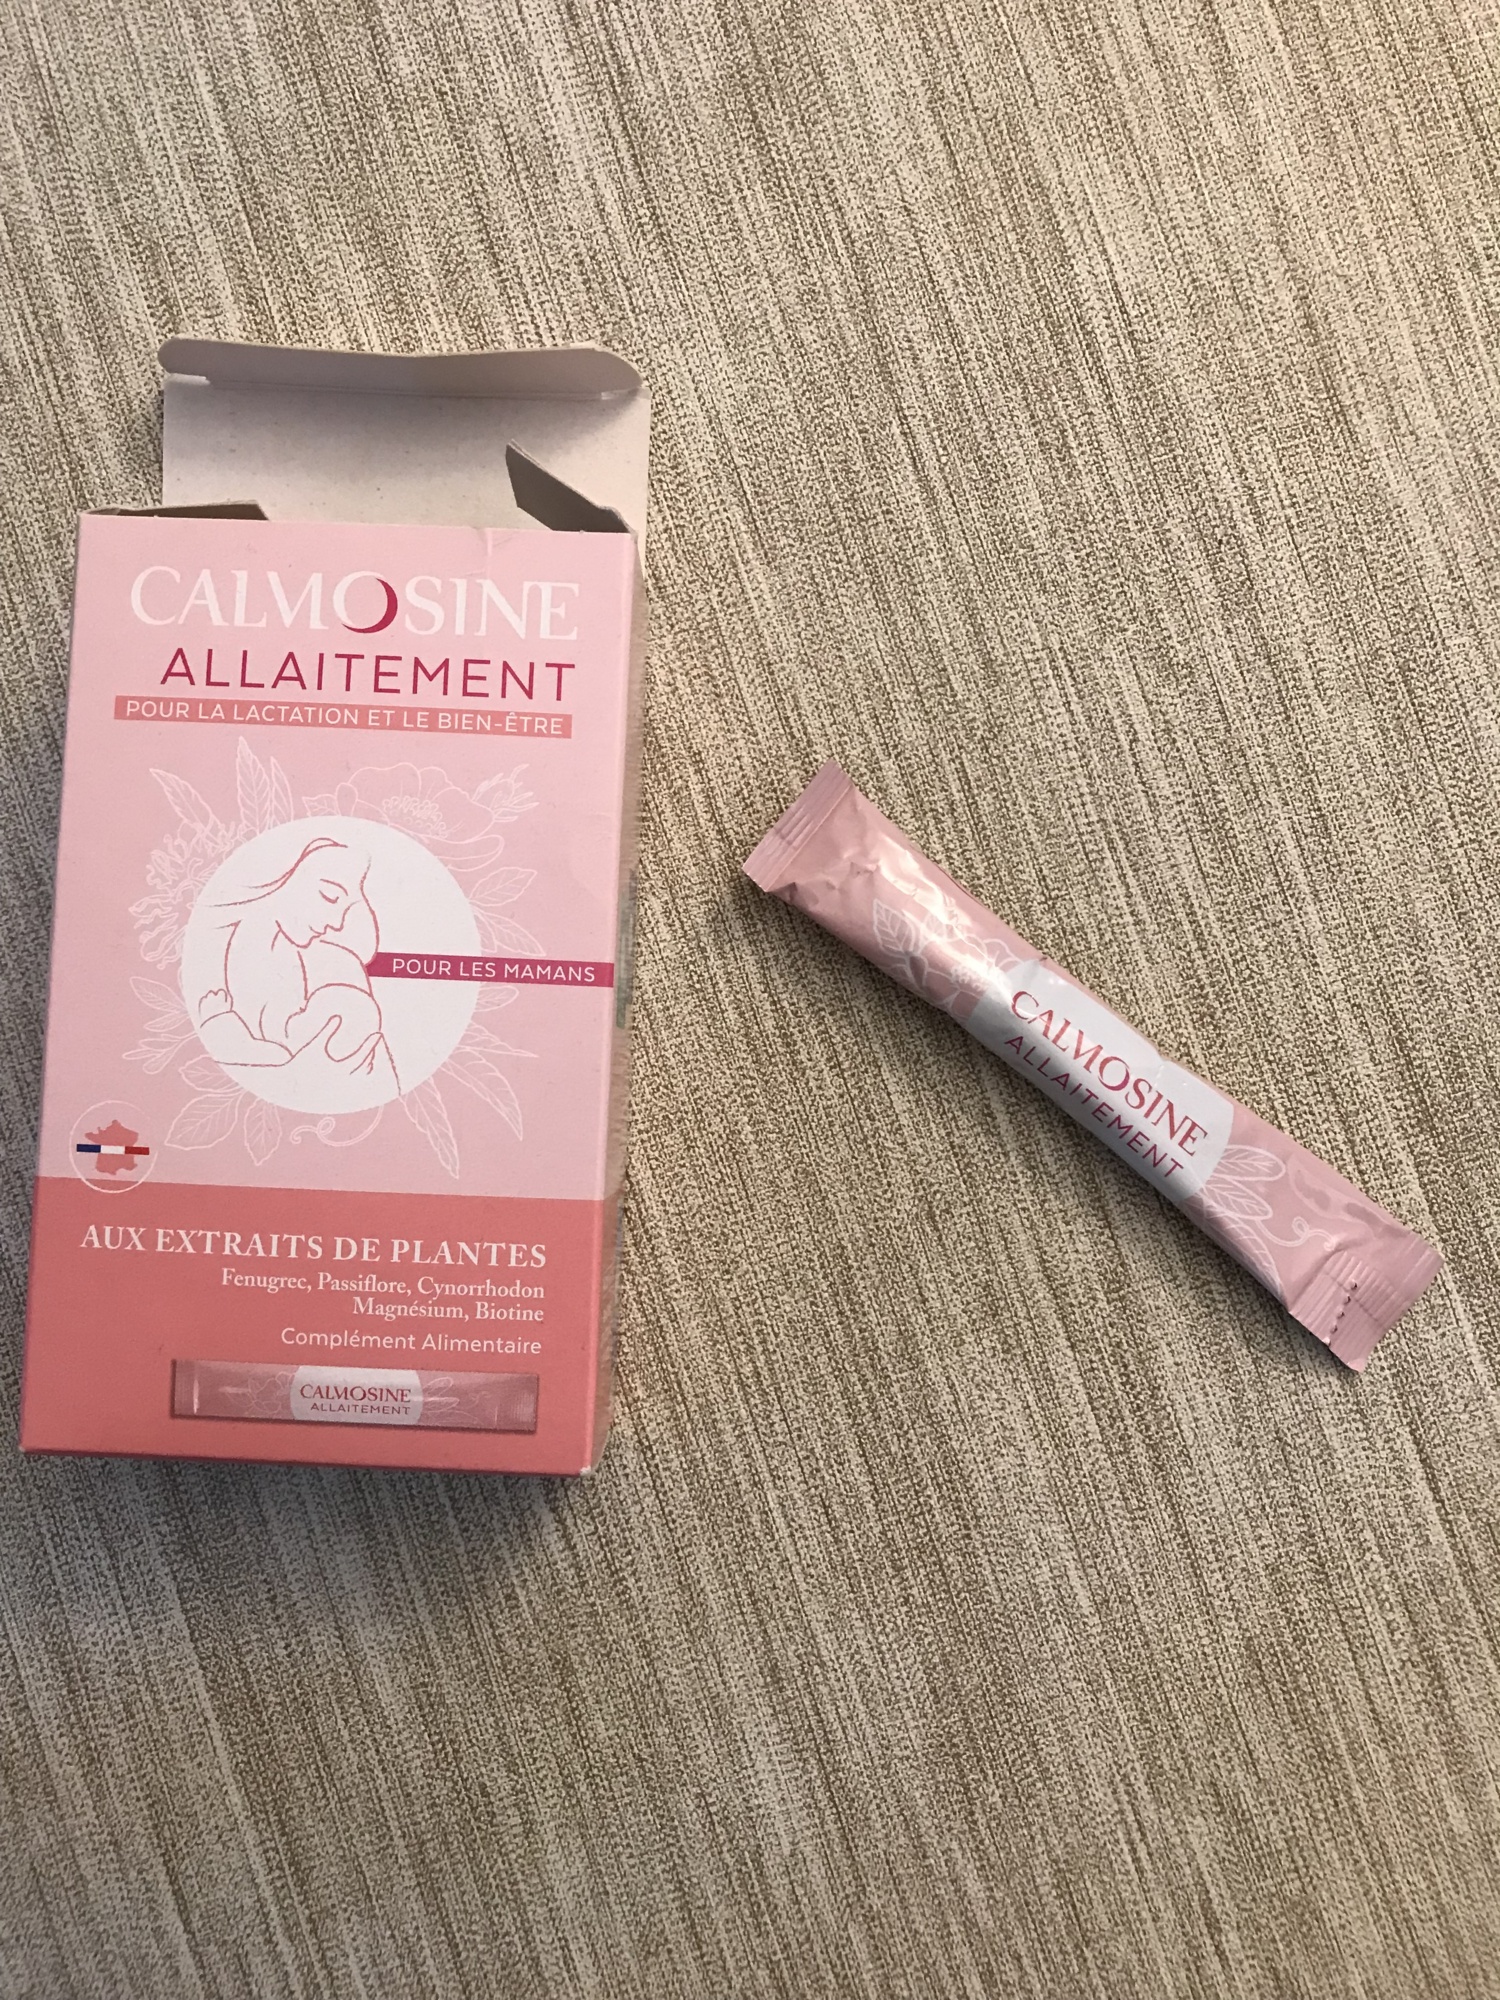 CALMOSINE
ALLAITEMENT
POUR LA LACTATION ET LE BIEN-ÊTRE
POUR LES MAMANS
AUX EXTRAITS DE PLANTES
Fenugrec, Passiflore, Cynorrhodon
Magnésium, Biotine
Complément Alimentaire
CALMOSINE
ALLAITEMENT
CALMOSINE
ALLAITEMENT